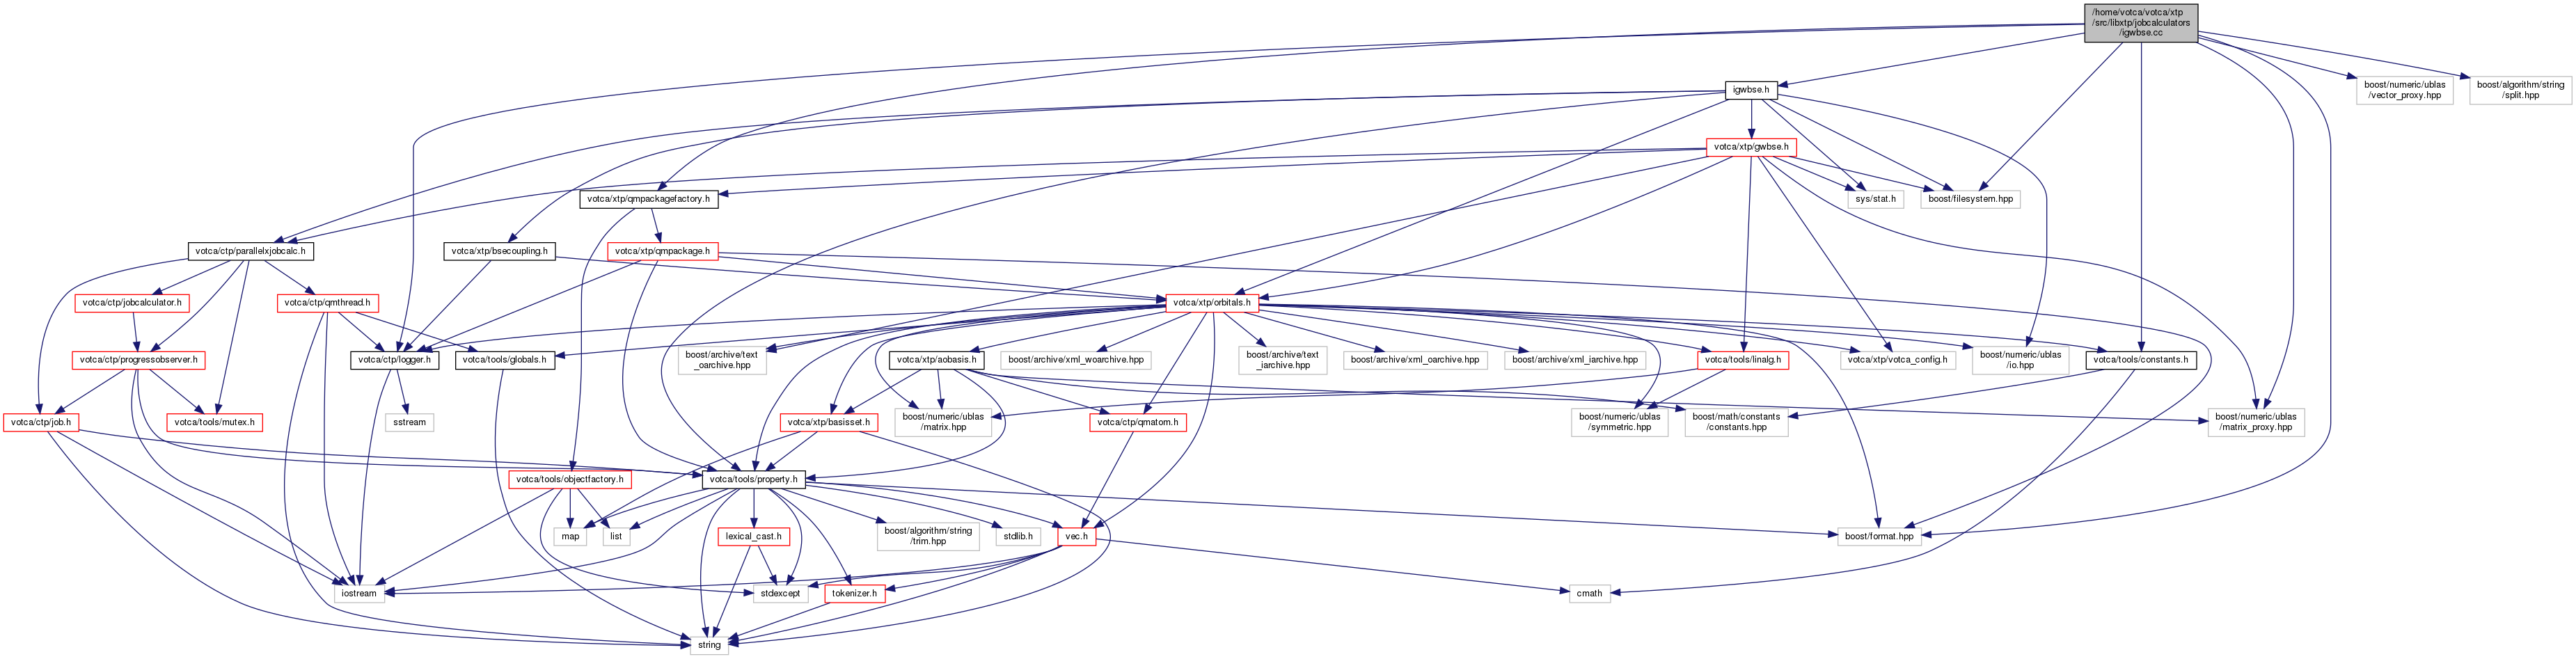 /home/votca/votca/xtp
/src/libxtp/jobcalculators
/igwbse.cc
igwbse.h
boost/numeric/ublas
/vector_proxy.hpp
boost/algorithm/string
/split.hpp
votca/xtp/gwbse.h
votca/xtp/qmpackagefactory.h
sys/stat.h
boost/filesystem.hpp
votca/ctp/parallelxjobcalc.h
votca/xtp/bsecoupling.h
votca/xtp/qmpackage.h
votca/ctp/jobcalculator.h
votca/ctp/qmthread.h
votca/xtp/orbitals.h
votca/ctp/progressobserver.h
votca/ctp/logger.h
votca/tools/globals.h
boost/archive/text
_oarchive.hpp
votca/xtp/aobasis.h
boost/archive/xml_woarchive.hpp
boost/archive/text
_iarchive.hpp
boost/archive/xml_oarchive.hpp
boost/archive/xml_iarchive.hpp
votca/tools/linalg.h
votca/xtp/votca_config.h
boost/numeric/ublas
/io.hpp
votca/tools/constants.h
votca/ctp/job.h
votca/tools/mutex.h
sstream
votca/xtp/basisset.h
boost/numeric/ublas
/matrix.hpp
votca/ctp/qmatom.h
boost/numeric/ublas
/symmetric.hpp
boost/math/constants
/constants.hpp
boost/numeric/ublas
/matrix_proxy.hpp
votca/tools/objectfactory.h
votca/tools/property.h
map
list
lexical_cast.h
boost/algorithm/string
/trim.hpp
stdlib.h
vec.h
boost/format.hpp
iostream
stdexcept
tokenizer.h
cmath
string